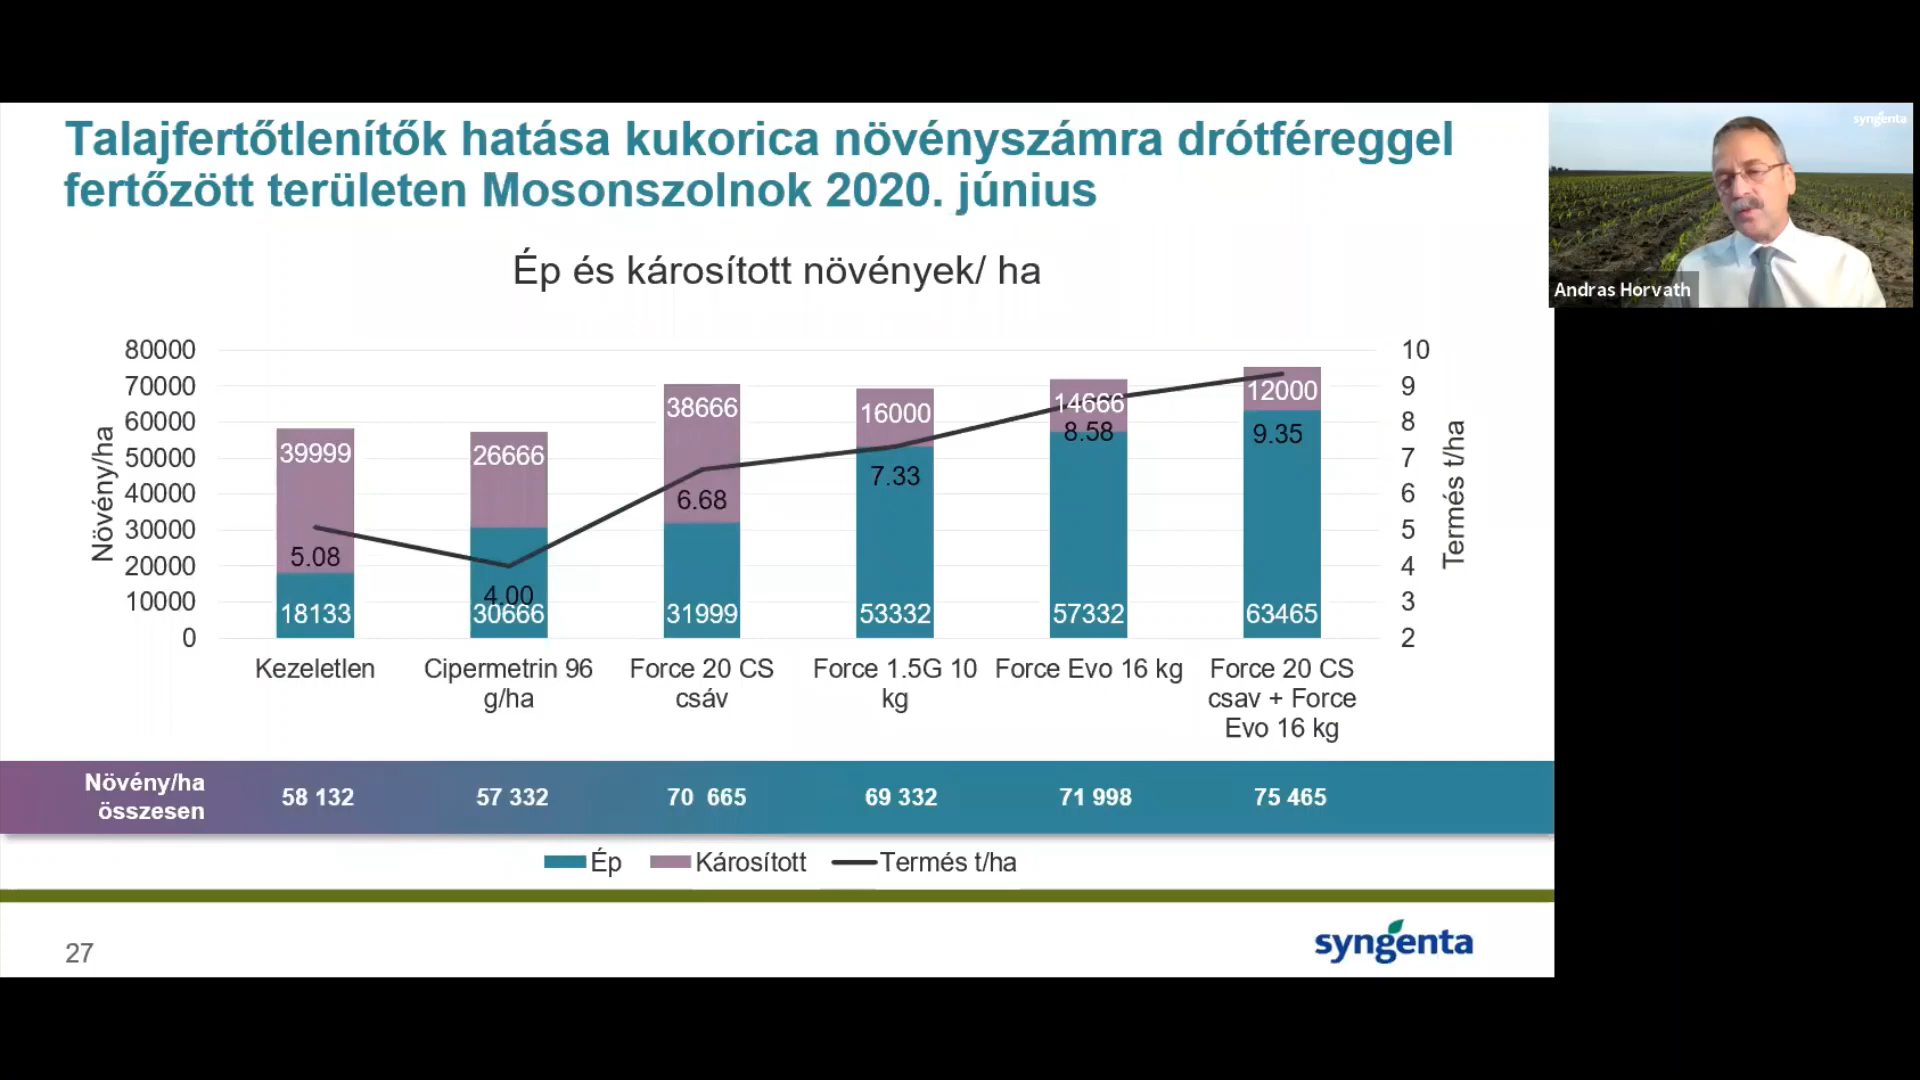 Talajfertőtlenítők hatása kukorica növényszámra drótféreggel
fertőzött területen Mosonszolnok 2020. június
syngenta
Andras Horvath
Ép és károsított növények/ ha
Növény/ha
80000
70000
60000
50000
40000
30000
20000
10000
0
39999
5.08
18133
26666
4.00
30666
38666
6.68
31999
16000
7.33
53332
14666
8.58
57332
12000
9.35
63465
10
9
8
7
6
5
4
3
2
Termés t/ha
Kezeletlen
Cipermetrin 96
g/ha
Force 20 CS
csáv
Force 1.5G 10
kg
Force Evo 16 kg
Force 20 CS
csav + Force
Evo 16 kg
Növény/ha
összesen
58 132
57 332
70 665
69 332
71 998
75 465
Ép
Károsított
Termés t/ha
27
syngenta